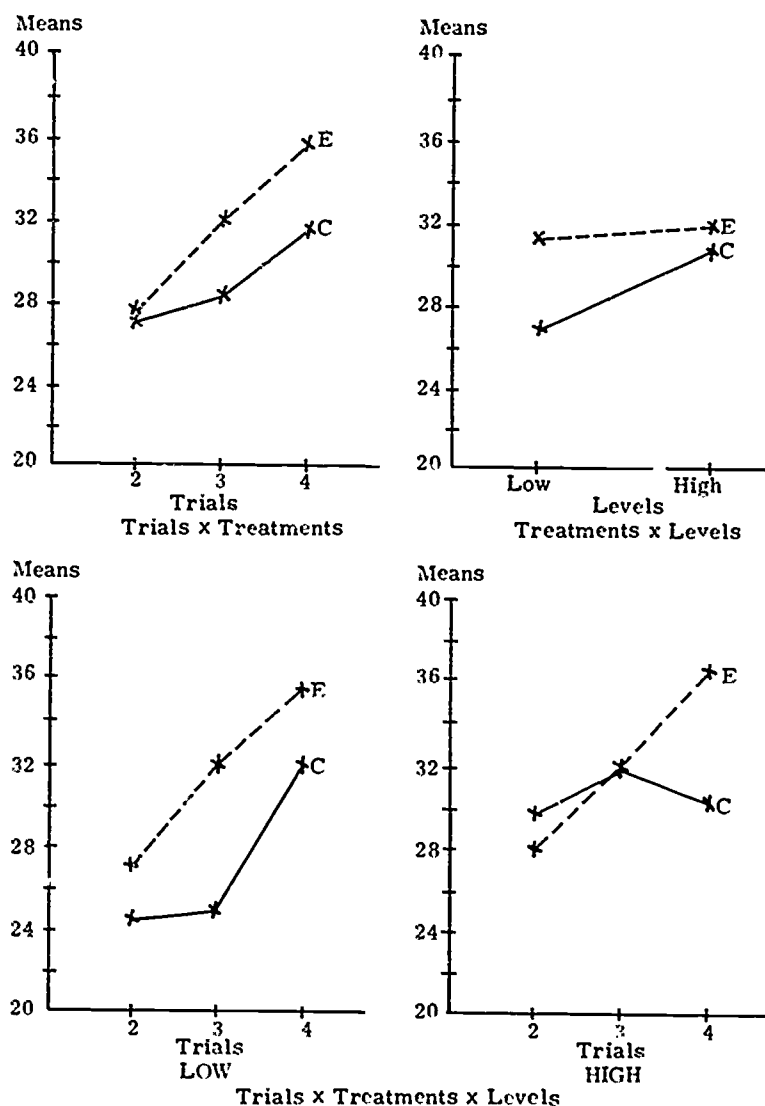 Means
40
36
32
28
24
20
E
C
2 3 4
Trials
Trials x Treatments
Means
40
36
32
28
24
20
E
C
Low High
Levels
Treatments x Levels
Means
40
36
32
28
24
20
E
C
2 3 4
Trials
LOW
Means
40
36
32
28
24
20
E
C
2 3 4
Trials
HIGH
Trials x Treatments x Levels